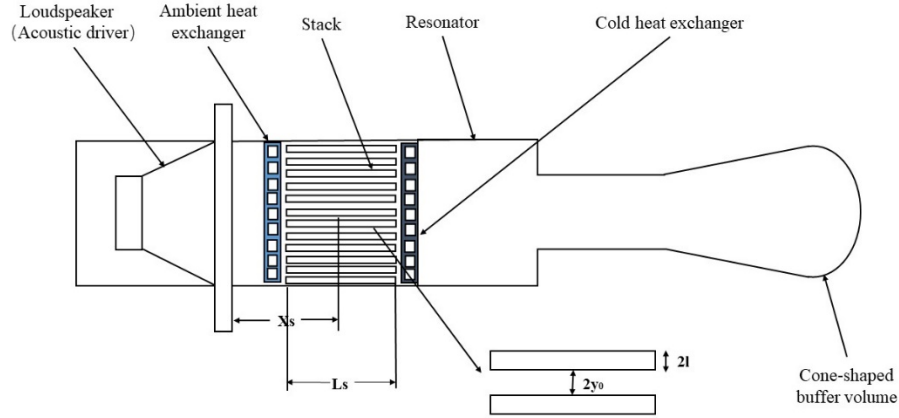 Loudspeaker
(Acoustic driver)
Ambient heat
exchanger
Stack
Resonator
Cold heat exchanger
Xs
Ls
2l
2y₀
Cone-shaped
buffer volume